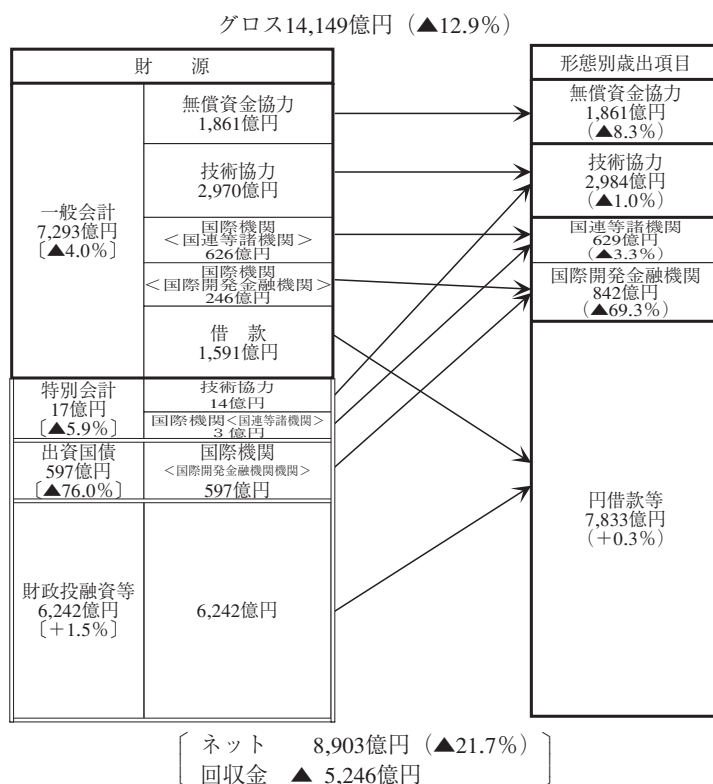 グロス14,149億円（▲12.9％）
財　　源
一般会計
7,293億円
〔▲4.0％〕
無償資金協力
1,861億円
技術協力
2,970億円
国際機関
＜国連等諸機関＞
626億円
国際機関
＜国際開発金融機関＞
246億円
借　款
1,591億円
特別会計
17億円
〔▲5.9％〕
技術協力
14億円
国際機関＜国連等諸機関＞
3億円
出資国債
597億円
〔▲76.0％〕
国際機関
＜国際開発金融機関機関＞
597億円
財政投融資等
6,242億円
〔＋1.5％〕
6,242億円
形態別歳出項目
無償資金協力
1,861億円
（▲8.3％）
技術協力
2,984億円
（▲1.0％）
国連等諸機関
629億円
（▲3.3％）
国際開発金融機関
842億円
（▲69.3％）
円借款等
7,833億円
（＋0.3％）
ネット　　8,903億円（▲21.7％）
回収金　▲ 5,246億円